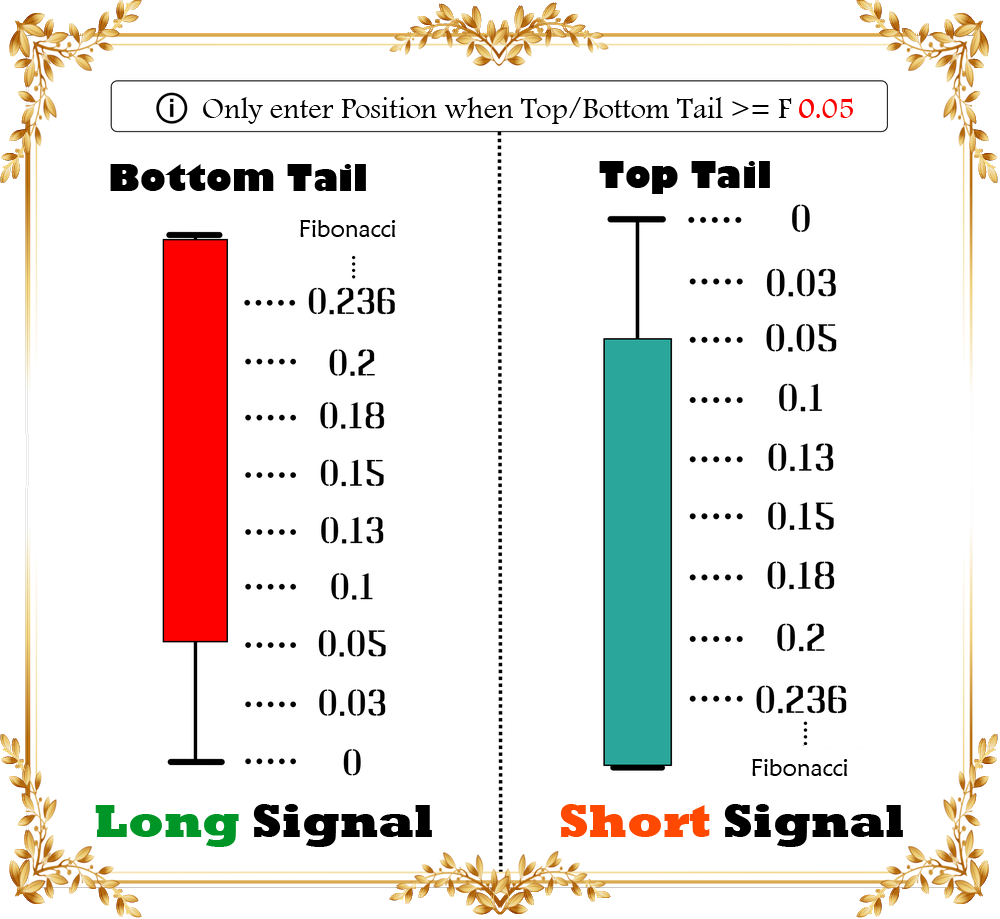 Only enter Position when Top/Bottom Tail >= F 0.05
Bottom Tail
Fibonacci
0.236
0.2
0.18
0.15
0.13
0.1
0.05
0.03
0
Long Signal
Top Tail
0
0.03
0.05
0.1
0.13
0.15
0.18
0.2
0.236
Fibonacci
Short Signal